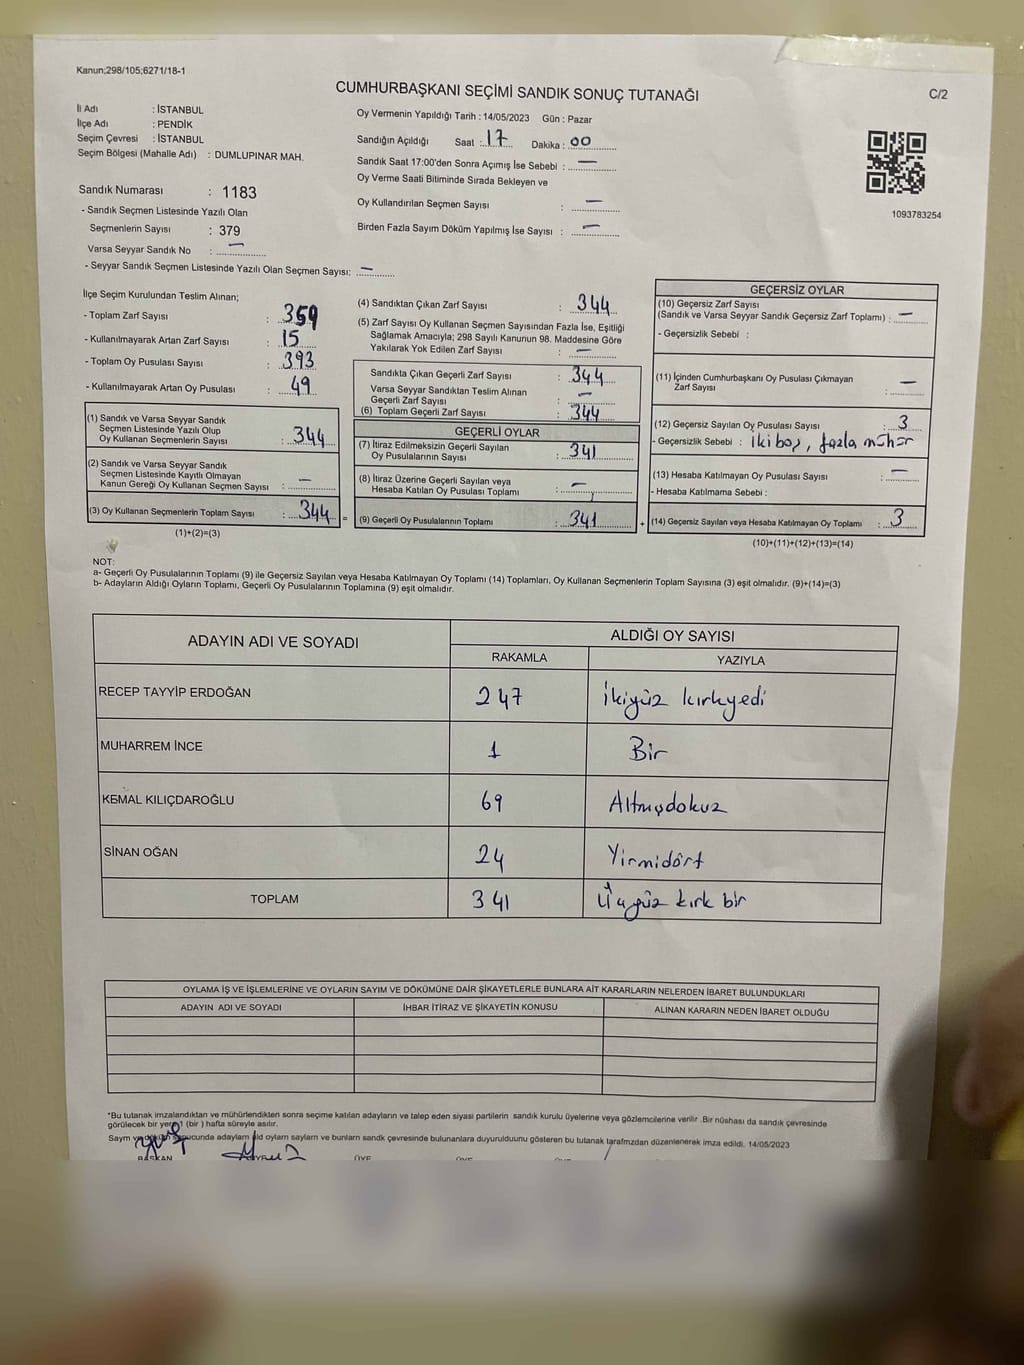 Kanun;298/105;6271/18-1
CUMHURBAŞKANI SEÇİMİ SANDIK SONUÇ TUTANAĞI
C/2
İl Adı : İSTANBUL
İlçe Adı : PENDİK
Seçim Çevresi : İSTANBUL
Seçim Bölgesi (Mahalle Adı) : DUMLUPINAR MAH.
Oy Vermenin Yapıldığı Tarih : 14/05/2023 Gün : Pazar
Sandığın Açıldığı Saat : 17 Dakika : 00
Sandık Saat 17:00'den Sonra Açımış İse Sebebi : —
Oy Verme Saati Bitiminde Sırada Bekleyen ve
Oy Kullandırılan Seçmen Sayısı : —
Birden Fazla Sayım Döküm Yapılmış İse Sayısı : —
1093783254
Sandık Numarası : 1183
- Sandık Seçmen Listesinde Yazılı Olan
Seçmenlerin Sayısı : 379
Varsa Seyyar Sandık No : —
- Seyyar Sandık Seçmen Listesinde Yazılı Olan Seçmen Sayısı: —
İlçe Seçim Kurulundan Teslim Alınan;
- Toplam Zarf Sayısı : 359
- Kullanılmayarak Artan Zarf Sayısı : 15
- Toplam Oy Pusulası Sayısı : 393
- Kullanılmayarak Artan Oy Pusulası : 49
(1) Sandık ve Varsa Seyyar Sandık
Seçmen Listesinde Yazılı Olup
Oy Kullanan Seçmenlerin Sayısı : 344
(2) Sandık ve Varsa Seyyar Sandık
Seçmen Listesinde Kayıtlı Olmayan
Kanun Gereği Oy Kullanan Seçmen Sayısı : —
(3) Oy Kullanan Seçmenlerin Toplam Sayısı : 344 =
(1)+(2)=(3)
(4) Sandıktan Çıkan Zarf Sayısı : 344
(5) Zarf Sayısı Oy Kullanan Seçmen Sayısından Fazla İse, Eşitliği
Sağlamak Amacıyla; 298 Sayılı Kanunun 98. Maddesine Göre
Yakılarak Yok Edilen Zarf Sayısı : —
Sandıkta Çıkan Geçerli Zarf Sayısı : 344
Varsa Seyyar Sandıktan Teslim Alınan
Geçerli Zarf Sayısı : —
(6) Toplam Geçerli Zarf Sayısı : 344
GEÇERLİ OYLAR
(7) İtiraz Edilmeksizin Geçerli Sayılan
Oy Pusulalarının Sayısı : 341
(8) İtiraz Üzerine Geçerli Sayılan veya
Hesaba Katılan Oy Pusulası Toplamı : —
(9) Geçerli Oy Pusulalarının Toplamı : 341 +
GEÇERSİZ OYLAR
(10) Geçersiz Zarf Sayısı
(Sandık ve Varsa Seyyar Sandık Geçersiz Zarf Toplamı) : —
- Geçersizlik Sebebi :
(11) İçinden Cumhurbaşkanı Oy Pusulası Çıkmayan
Zarf Sayısı : —
(12) Geçersiz Sayılan Oy Pusulası Sayısı : 3
- Geçersizlik Sebebi : iki boş, fazla mühür
(13) Hesaba Katılmayan Oy Pusulası Sayısı : —
- Hesaba Katılmama Sebebi :
(14) Geçersiz Sayılan veya Hesaba Katılmayan Oy Toplamı : 3
(10)+(11)+(12)+(13)=(14)
NOT:
a- Geçerli Oy Pusulalarının Toplamı (9) ile Geçersiz Sayılan veya Hesaba Katılmayan Oy Toplamı (14) Toplamları, Oy Kullanan Seçmenlerin Toplam Sayısına (3) eşit olmalıdır. (9)+(14)=(3)
b- Adayların Aldığı Oyların Toplamı, Geçerli Oy Pusulalarının Toplamına (9) eşit olmalıdır.
ADAYIN ADI VE SOYADI ALDIĞI OY SAYISI
RAKAMLA YAZIYLA
RECEP TAYYİP ERDOĞAN 247 İkiyüz kırkyedi
MUHARREM İNCE 1 Bir
KEMAL KILIÇDAROĞLU 69 Altmışdokuz
SİNAN OĞAN 24 Yirmidört
TOPLAM 341 Üçyüz kırk bir
OYLAMA İŞ VE İŞLEMLERİNE VE OYLARIN SAYIM VE DÖKÜMÜNE DAİR ŞİKAYETLERLE BUNLARA AİT KARARLARIN NELERDEN İBARET BULUNDUKLARI
ADAYIN ADI VE SOYADI İHBAR İTİRAZ VE ŞİKAYETİN KONUSU ALINAN KARARIN NEDEN İBARET OLDUĞU
*Bu tutanak imzalandıktan ve mühürlendikten sonra seçime katılan adayların ve talep eden siyasi partilerin sandık kurulu üyelerine veya gözlemcilerine verilir .Bir nüshası da sandık çevresinde
görülecek bir yere 1 (bir ) hafta süreyle asılır.
Sayım ve sonucunda adayların oyların sayıları ve bunların sandık çevresinde bulunanlara duyurulduunu gösteren bu tutanak tarafımızdan düzenlenerek imza edildi. 14/05/2023
BAŞKAN